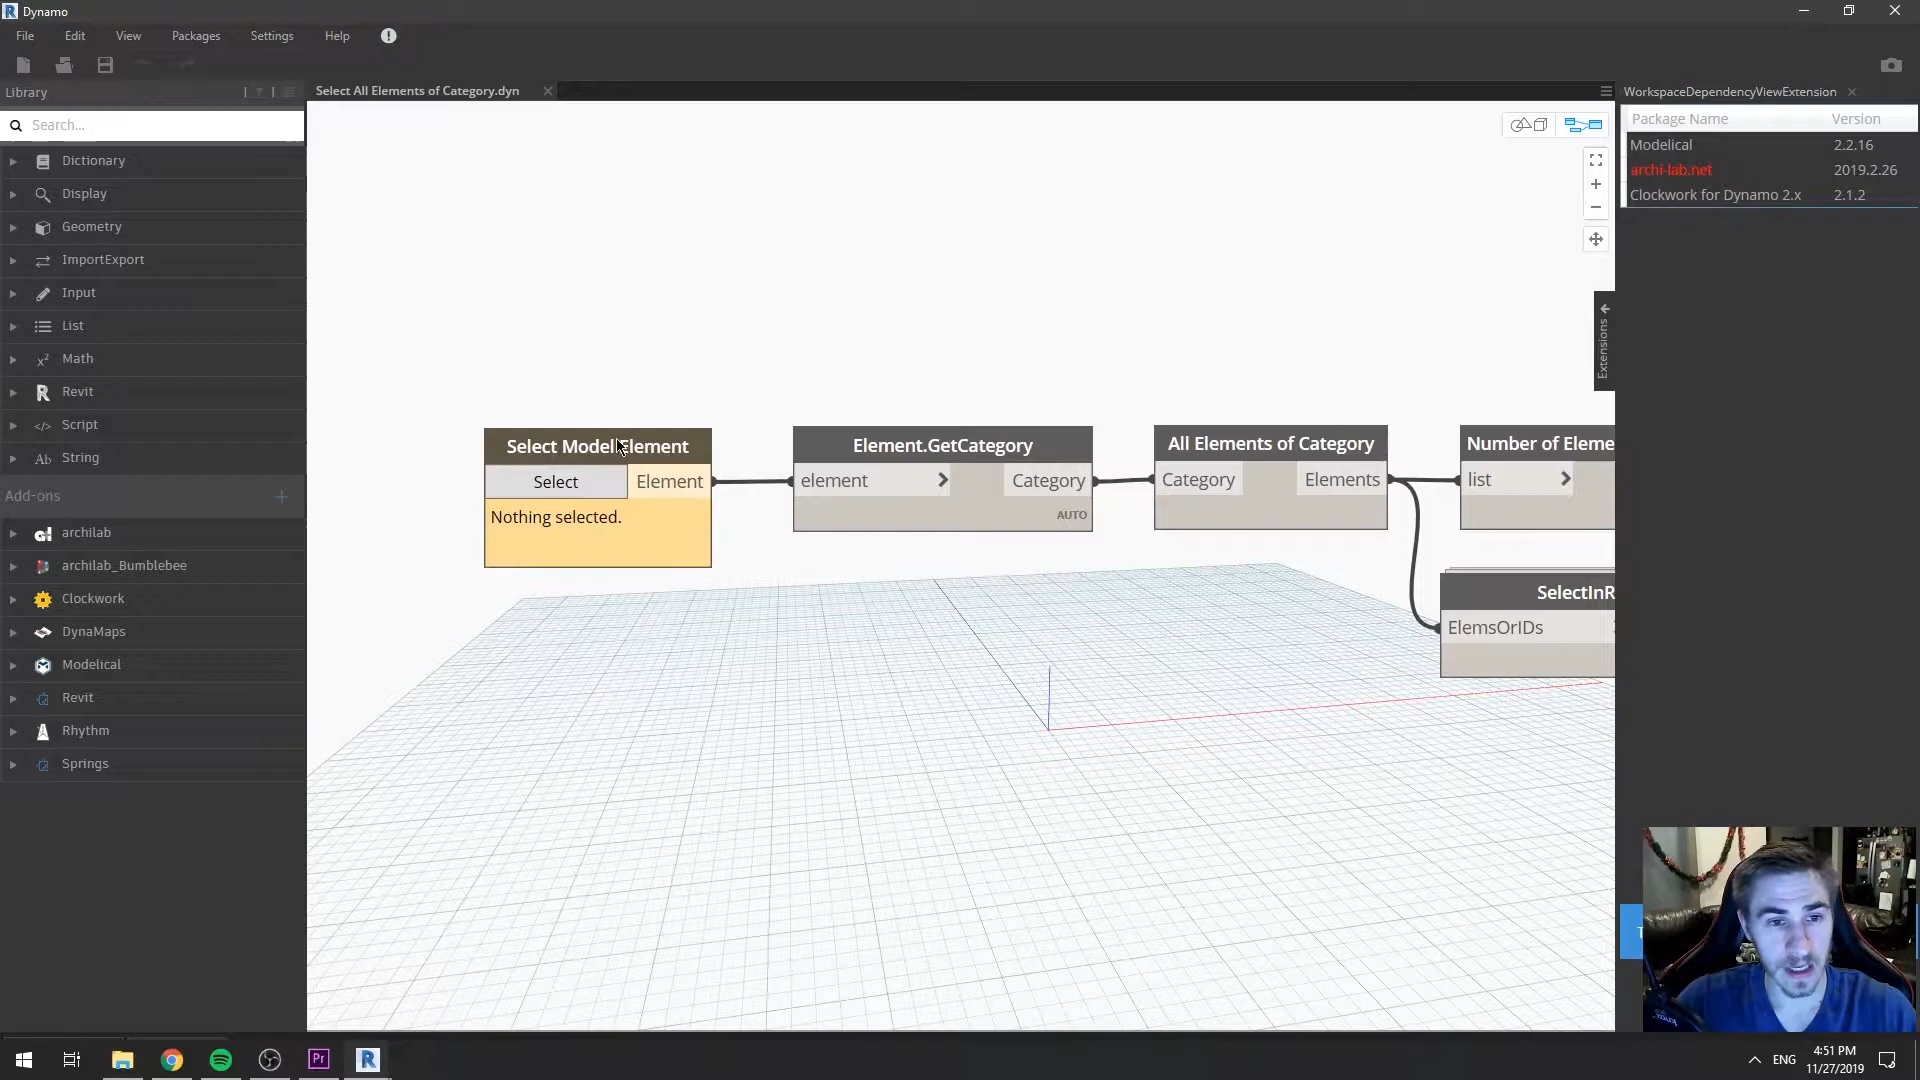 Dynamo
File Edit View Packages Settings Help
Library
Search...
Dictionary
Display
Geometry
ImportExport
Input
List
Math
Revit
Script
String
Add-ons
archilab
archilab_Bumblebee
Clockwork
DynaMaps
Modelical
Revit
Rhythm
Springs
Select All Elements of Category.dyn
Select Model Element
Select Element
Nothing selected.
Element.GetCategory
element Category
AUTO
All Elements of Category
Category Elements
Number of Eleme
list
SelectInR
ElemsOrIDs
Extensions
WorkspaceDependencyViewExtension
Package Name Version
Modelical 2.2.16
archi-lab.net 2019.2.26
Clockwork for Dynamo 2.x 2.1.2
ENG
4:51 PM
11/27/2019